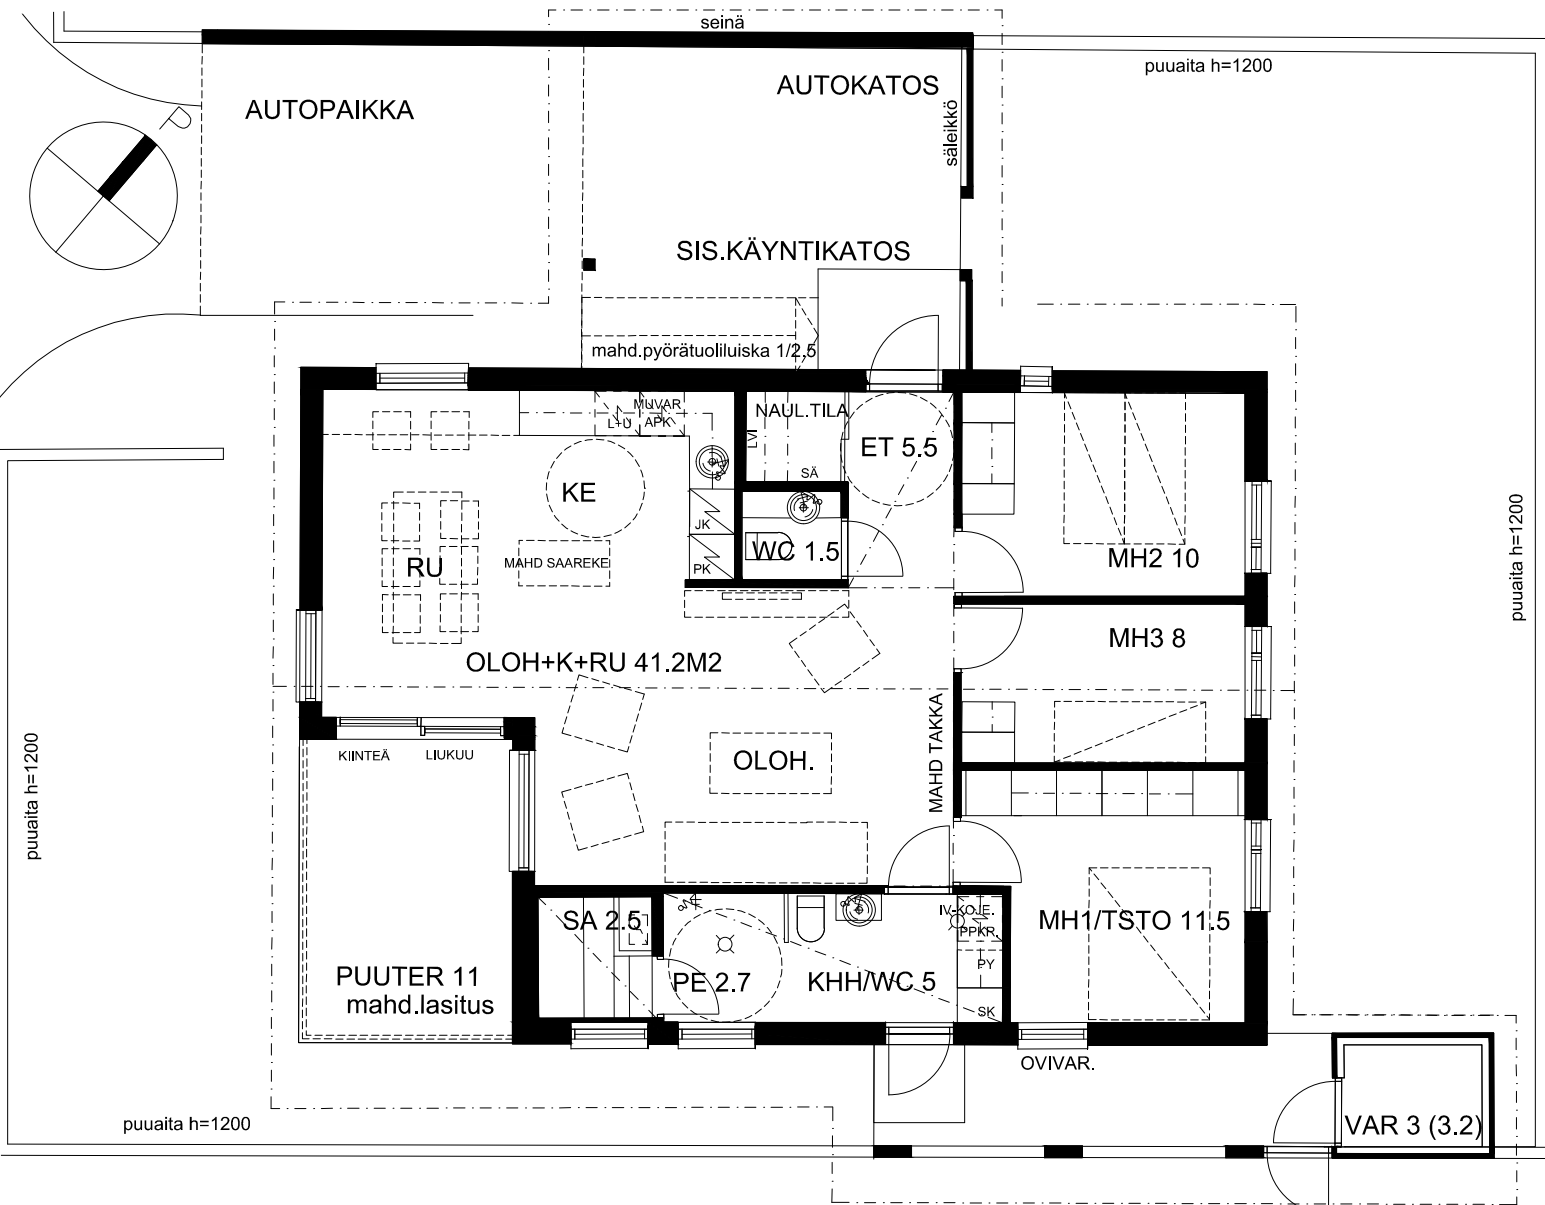 seinä
puuaita h=1200
AUTOPAIKKA
AUTOKATOS
säleikkö
P
SIS.KÄYNTIKATOS
mahd.pyörätuoliluiska 1/2.5
MUVAR
L+U
APK
NAUL.TILA
LVI
SÄ
ET 5.5
KE
JK
PK
WC 1.5
MH2 10
RU
MAHD SAAREKE
puuaita h=1200
MH3 8
OLOH+K+RU 41.2M2
MAHD TAKKA
KIINTEÄ
LIUKUU
OLOH.
puuaita h=1200
SA 2.5
IV-KOJE.
PPKR.
MH1/TSTO 11.5
PUUTER 11
mahd.lasitus
PE 2.7
KHH/WC 5
PY
SK
OVIVAR.
puuaita h=1200
VAR 3 (3.2)